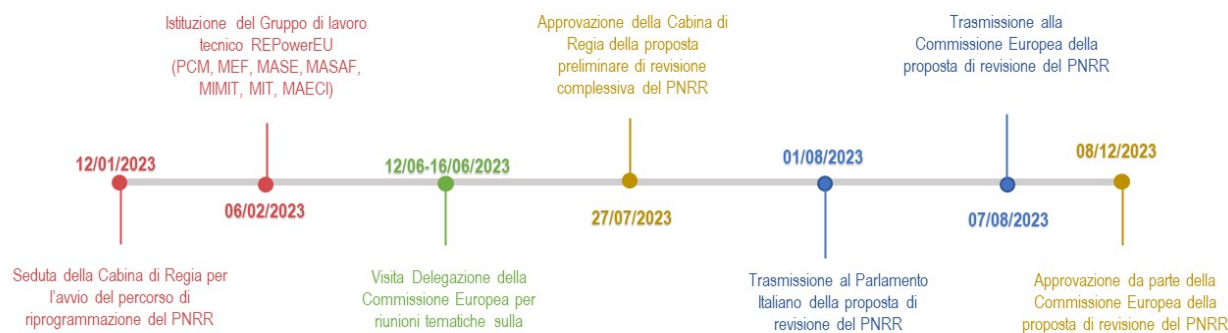 Istituzione del Gruppo di lavoro
tecnico REPowerEU
(PCM, MEF, MASE, MASAF,
MIMIT, MIT, MAECI)
Approvazione della Cabina di
Regia della proposta
preliminare di revisione
complessiva del PNRR
Trasmissione alla
Commissione Europea della
proposta di revisione del PNRR
12/01/2023
12/06-16/06/2023
01/08/2023
08/12/2023
06/02/2023
27/07/2023
07/08/2023
Seduta della Cabina di Regia per
l'avvio del percorso di
riprogrammazione del PNRR
Visita Delegazione della
Commissione Europea per
riunioni tematiche sulla
Trasmissione al Parlamento
Italiano della proposta di
revisione del PNRR
Approvazione da parte della
Commissione Europea della
proposta di revisione del PNRR